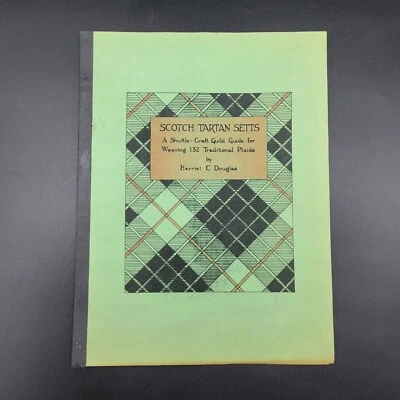 SCOTCH TARTAN SETTS
A Shuttle-Craft Guild Guide for
Weaving 132 Traditional Plaids
by
Harriet C Douglas